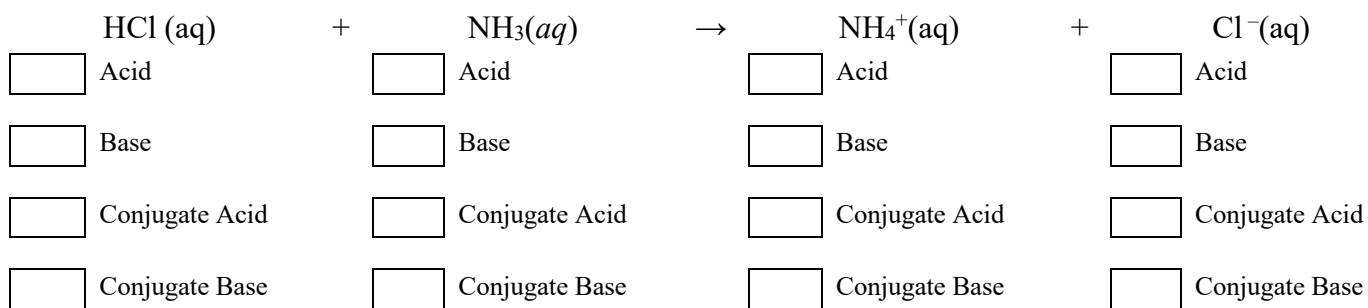 HCl (aq) + NH₃(aq) → NH₄⁺(aq) + Cl⁻(aq)
Acid Acid Acid Acid
Base Base Base Base
Conjugate Acid Conjugate Acid Conjugate Acid Conjugate Acid
Conjugate Base Conjugate Base Conjugate Base Conjugate Base